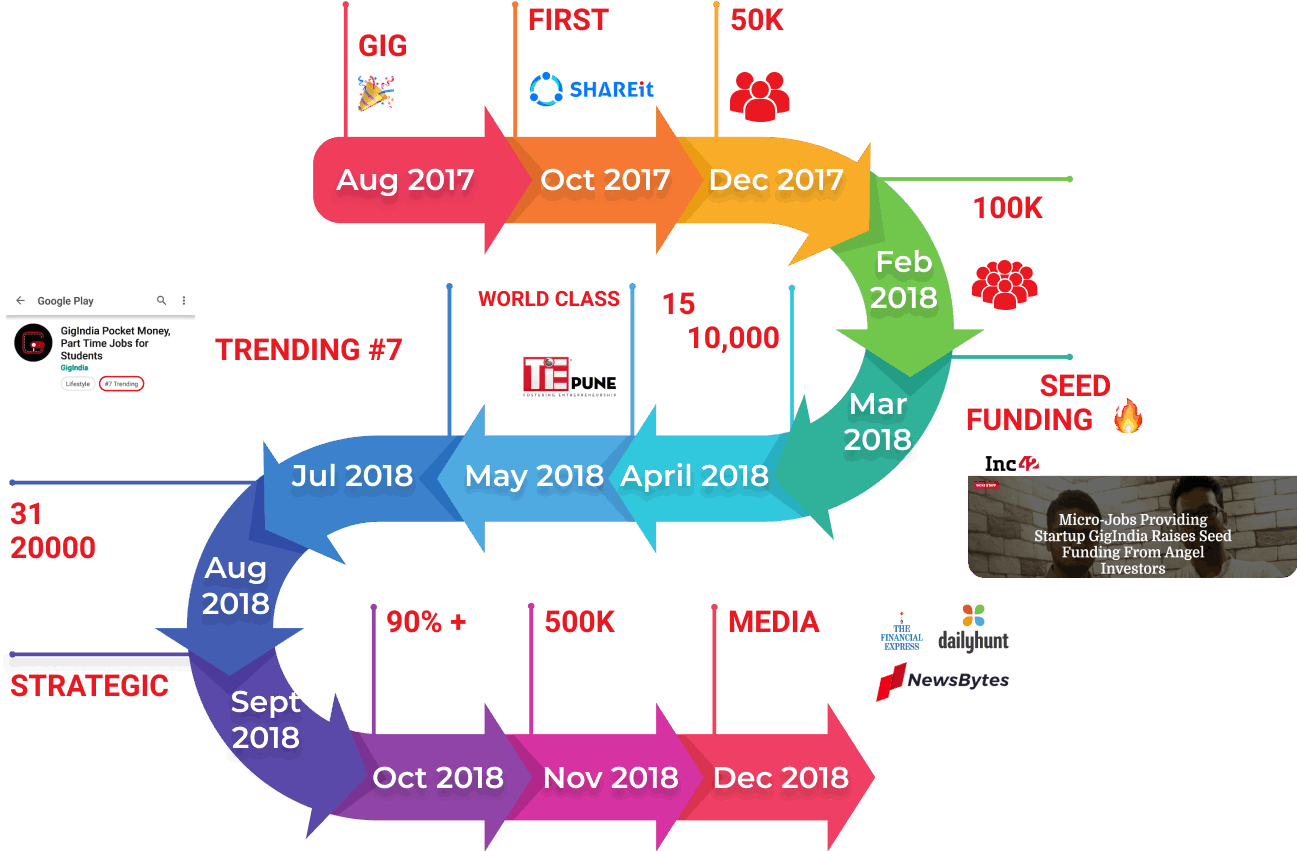 GIG
FIRST
SHAREit
50K
Aug 2017
Oct 2017
Dec 2017
100K
Feb
2018
SEED
FUNDING
Inc42
Micro-Jobs Providing
Startup GigIndia Raises Seed
Funding From Angel
Investors
Mar
2018
15
10,000
April 2018
WORLD CLASS
TiE PUNE
FOSTERING ENTREPRENEURSHIP
May 2018
TRENDING #7
Google Play
GigIndia Pocket Money,
Part Time Jobs for
Students
GigIndia
Lifestyle
#7 Trending
Jul 2018
31
20000
Aug
2018
STRATEGIC
Sept
2018
90% +
Oct 2018
500K
Nov 2018
MEDIA
THE
FINANCIAL
EXPRESS
dailyhunt
NewsBytes
Dec 2018